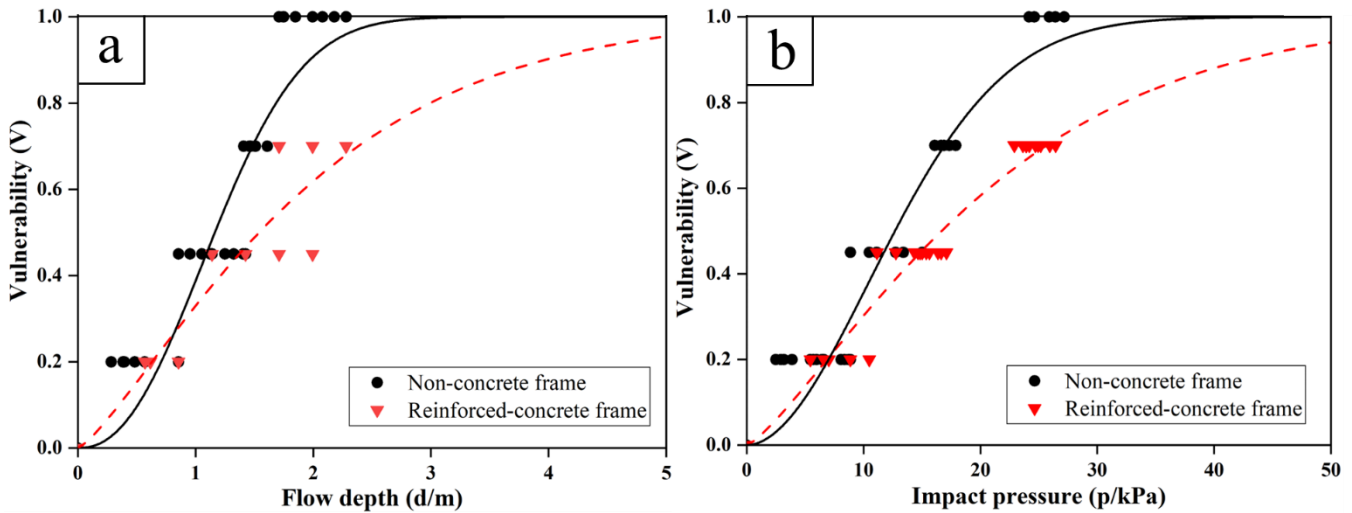 a
Vulnerability (V)
1.0
0.8
0.6
0.4
0.2
0.0
0 1 2 3 4 5
Flow depth (d/m)
Non-concrete frame
Reinforced-concrete frame
b
Vulnerability (V)
1.0
0.8
0.6
0.4
0.2
0.0
0 10 20 30 40 50
Impact pressure (p/kPa)
Non-concrete frame
Reinforced-concrete frame